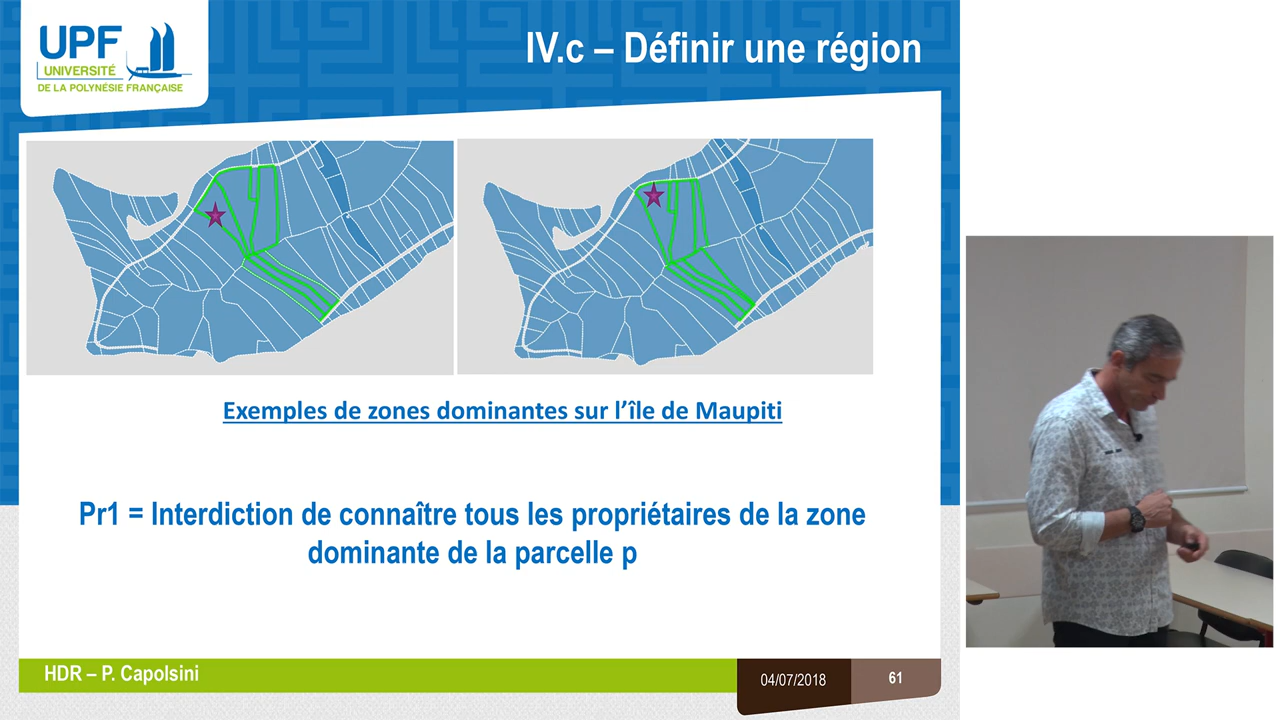 UPF
UNIVERSITÉ
DE LA POLYNÉSIE FRANÇAISE
IV.c – Définir une région
Exemples de zones dominantes sur l’île de Maupiti
Pr1 = Interdiction de connaître tous les propriétaires de la zone
dominante de la parcelle p
HDR – P. Capolsini
04/07/2018
61